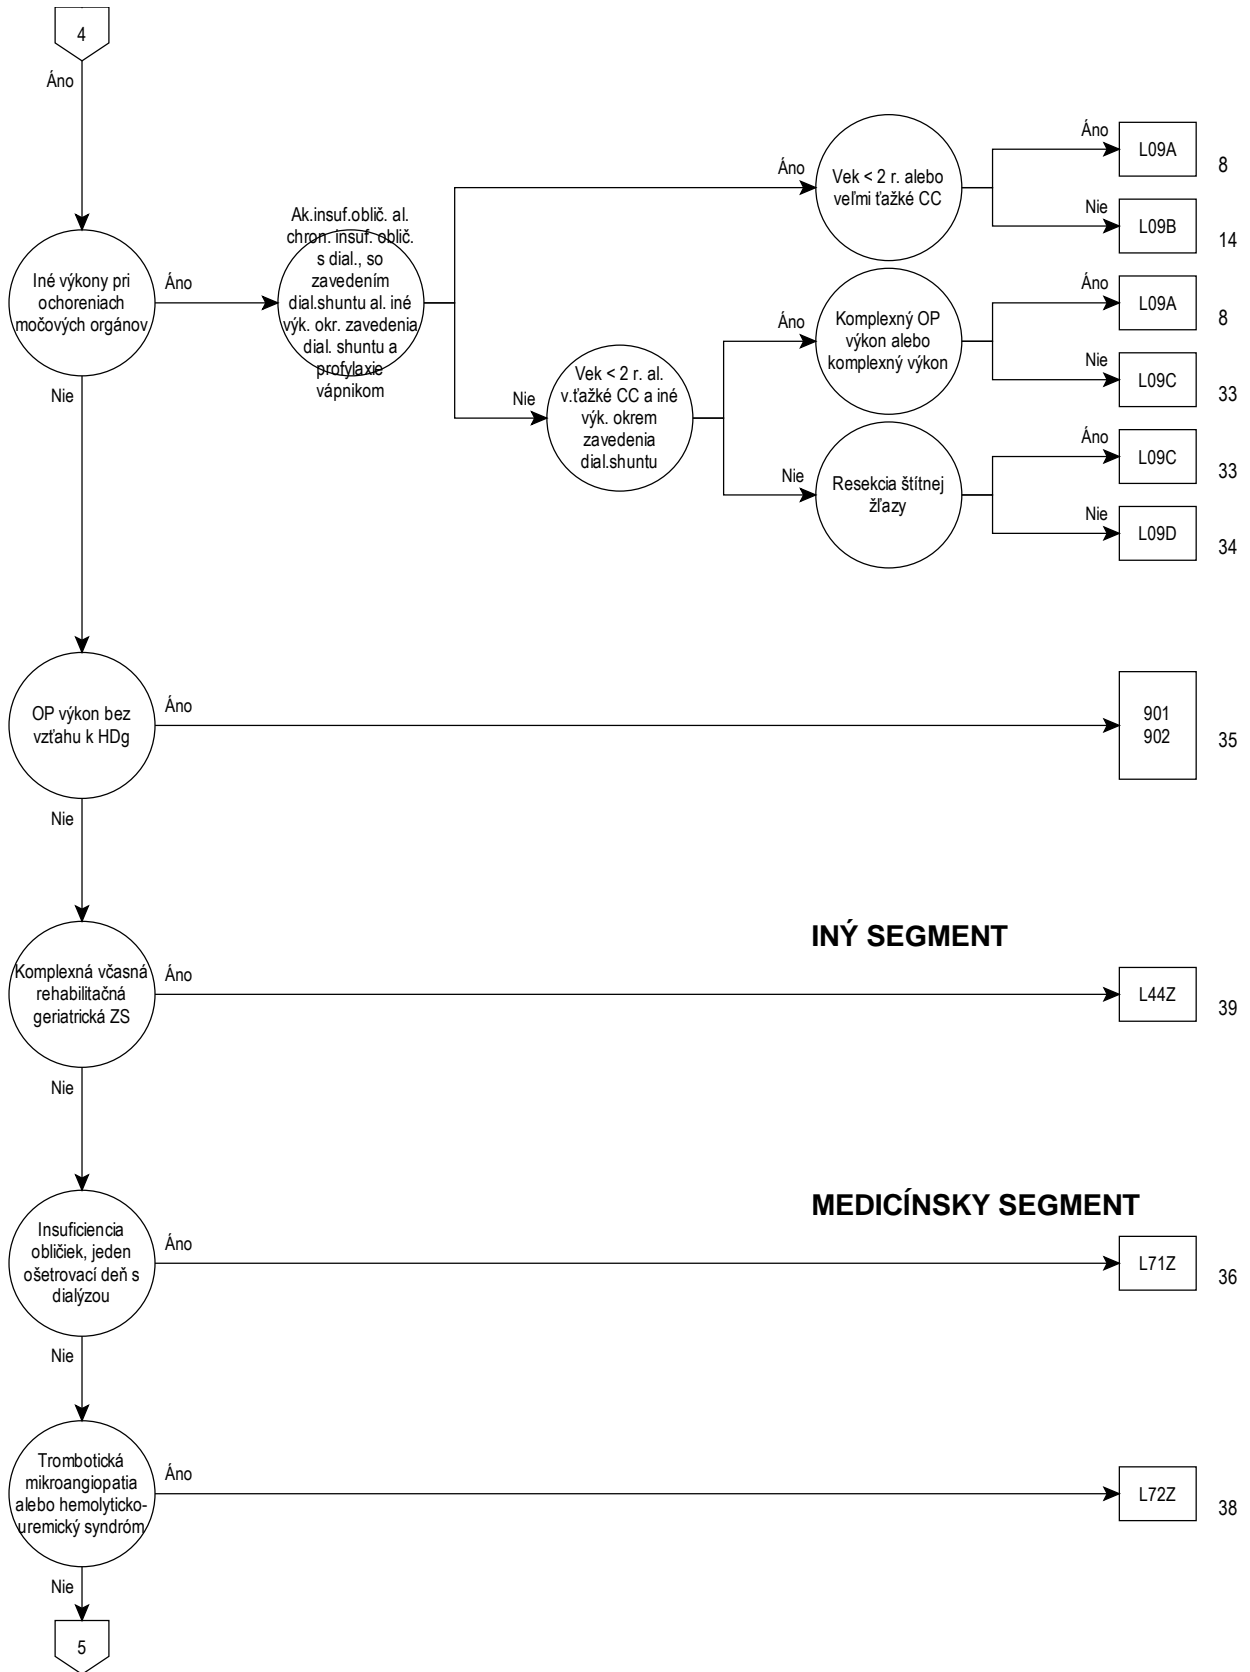 4
Áno
Iné výkony pri
ochoreniach
močových orgánov
Áno
Nie
Ak.insuf.oblič. al.
chron. insuf. oblič.
s dial., so
zavedením
dial.shuntu al. iné
výk. okr. zavedenia
dial. shuntu a
profylaxie
vápnikom
Áno
Vek < 2 r. alebo
veľmi ťažké CC
Áno
L09A
8
Nie
L09B
14
Nie
Vek < 2 r. al.
v.ťažké CC a iné
výk. okrem
zavedenia
dial.shuntu
Áno
Komplexný OP
výkon alebo
komplexný výkon
Áno
L09A
8
Nie
L09C
33
Nie
Resekcia štítnej
žľazy
Áno
L09C
33
Nie
L09D
34
OP výkon bez
vzťahu k HDg
Áno
901
902
35
Nie
INÝ SEGMENT
Komplexná včasná
rehabilitačná
geriatrická ZS
Áno
L44Z
39
Nie
MEDICÍNSKY SEGMENT
Insuficiencia
obličiek, jeden
ošetrovací deň s
dialýzou
Áno
L71Z
36
Nie
Trombotická
mikroangiopatia
alebo hemolyticko-
uremický syndróm
Áno
L72Z
38
Nie
5